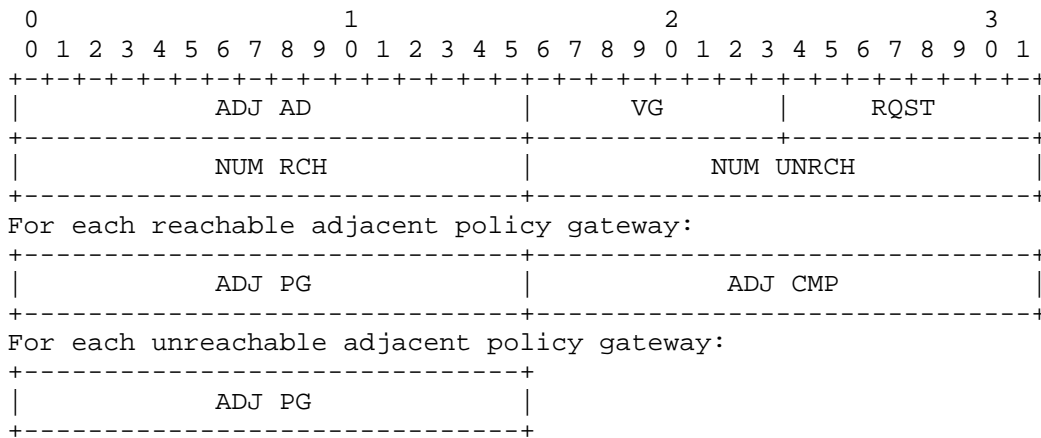 0                   1                   2                   3
 0 1 2 3 4 5 6 7 8 9 0 1 2 3 4 5 6 7 8 9 0 1 2 3 4 5 6 7 8 9 0 1
+-+-+-+-+-+-+-+-+-+-+-+-+-+-+-+-+-+-+-+-+-+-+-+-+-+-+-+-+-+-+-+-+
|            ADJ AD             |      VG       |     RQST      |
+-------------------------------+---------------+---------------+
|            NUM RCH            |           NUM UNRCH           |
+-------------------------------+-------------------------------+
For each reachable adjacent policy gateway:
+-------------------------------+-------------------------------+
|            ADJ PG             |            ADJ CMP            |
+-------------------------------+-------------------------------+
For each unreachable adjacent policy gateway:
+-------------------------------+
|            ADJ PG             |
+-------------------------------+